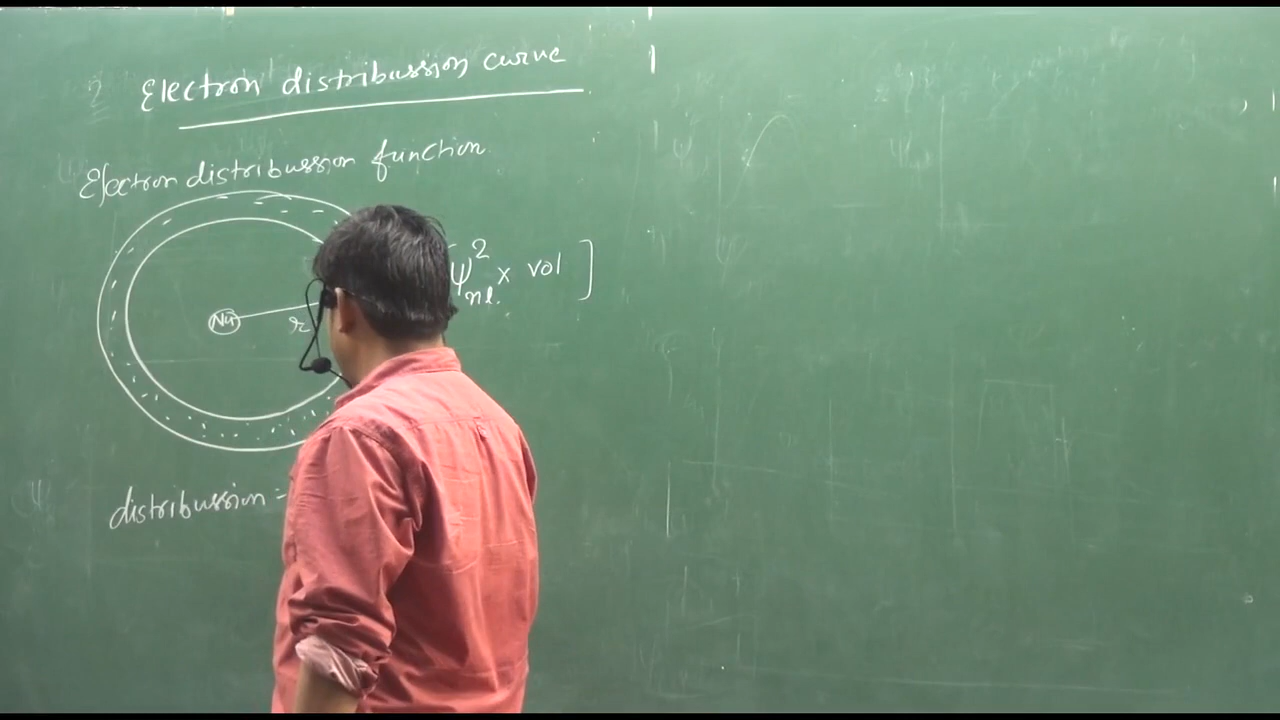 Electron distribussion curve
Electron distribussion function
ψ²nl. x vol ]
Nu
r
distribussion =